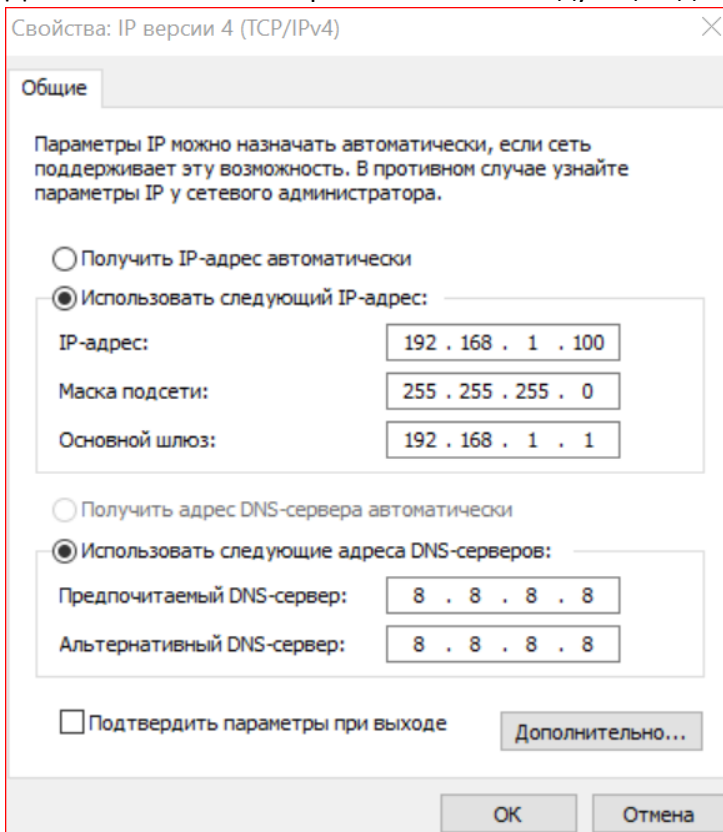 Свойства: IP версии 4 (TCP/IPv4)
Общие
Параметры IP можно назначать автоматически, если сеть
поддерживает эту возможность. В противном случае узнайте
параметры IP у сетевого администратора.
Получить IP-адрес автоматически
Использовать следующий IP-адрес:
IP-адрес: 192 . 168 . 1 . 100
Маска подсети: 255 . 255 . 255 . 0
Основной шлюз: 192 . 168 . 1 . 1
Получить адрес DNS-сервера автоматически
Использовать следующие адреса DNS-серверов:
Предпочитаемый DNS-сервер: 8 . 8 . 8 . 8
Альтернативный DNS-сервер: 8 . 8 . 8 . 8
Подтвердить параметры при выходе
Дополнительно...
ОК Отмена